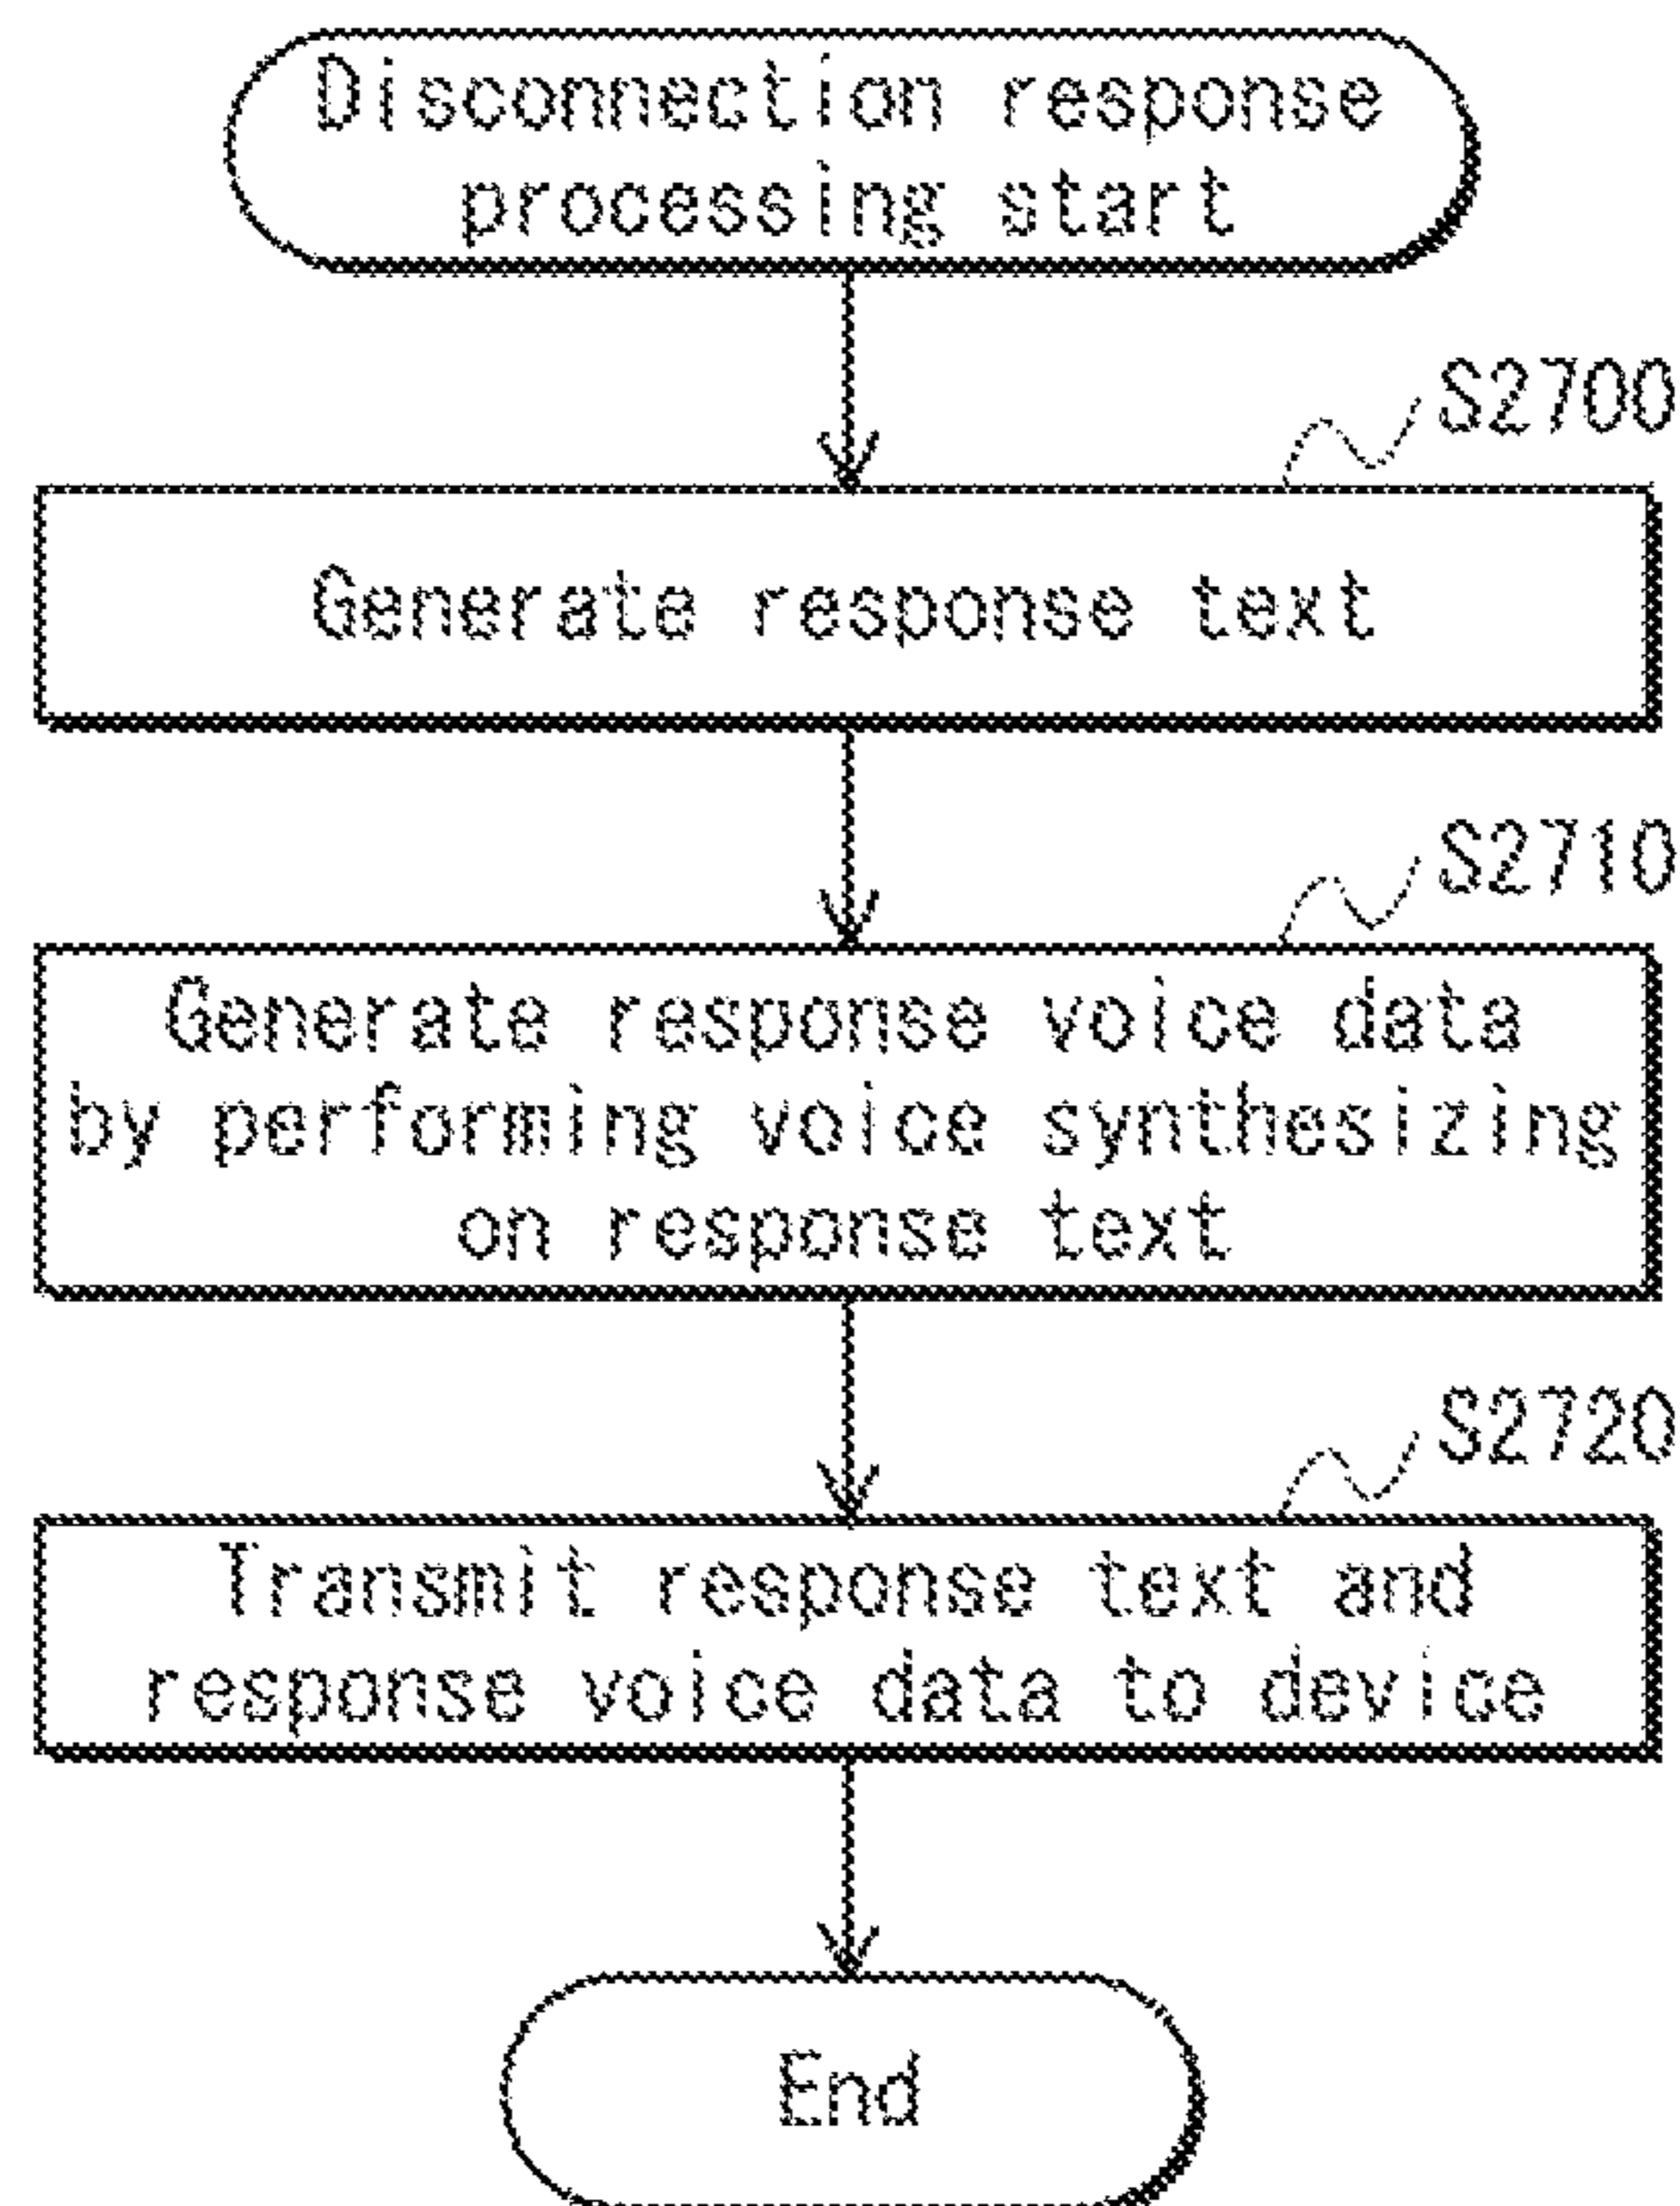 Disconnection response
processing start
S2700
Generate response text
S2710
Generate response voice data
by performing voice synthesizing
on response text
S2720
Transmit response text and
response voice data to device
End